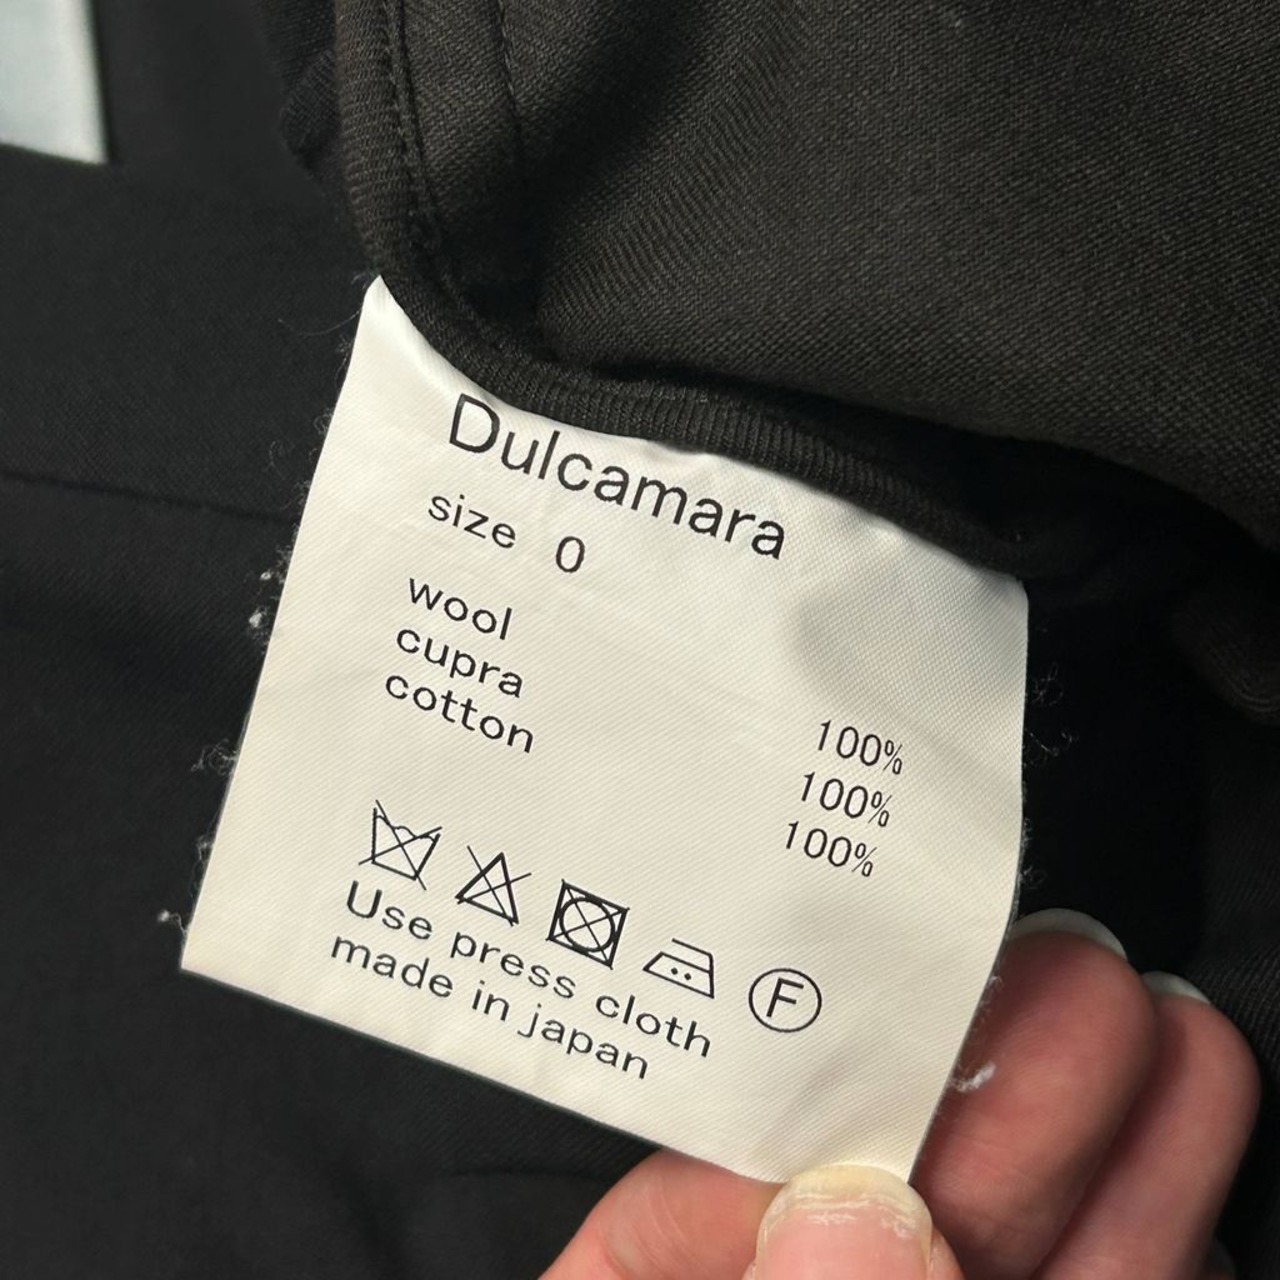 Dulcamara
size 0
wool 100%
cupra 100%
cotton 100%
F
Use press cloth
made in japan